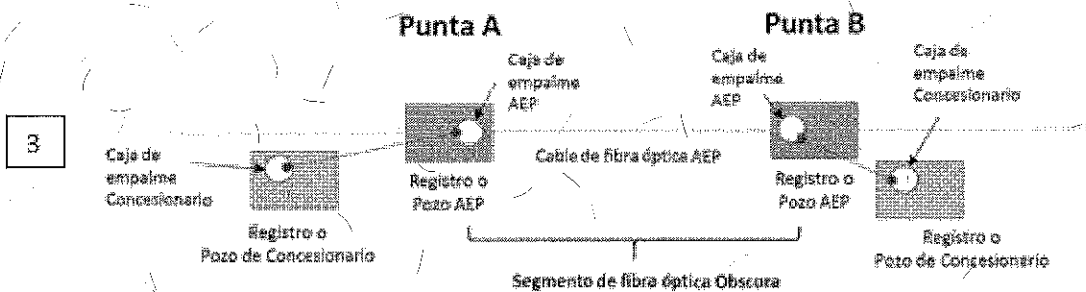 Punta A
Punta B
Caja de
empalme
AEP
Caja de
empalme
AEP
Caja de
empalme
Concesionario
3
Caja de
empalme
Concesionario
Cable de fibra óptica AEP
Registro o
Pozo AEP
Registro o
Pozo AEP
Registro o
Pozo de Concesionario
Registro o
Pozo de Concesionario
Segmento de fibra óptica Obscura